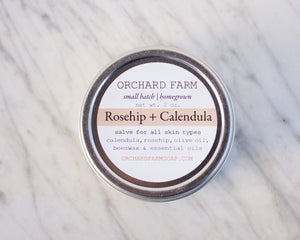 ORCHARD FARM
small batch | homegrown
net wt. 2 oz.
Rosehip + Calendula
salve for all skin types
calendula, rosehip, olive oil,
beeswax & essential oils
ORCHARDFARMSOAP.COM